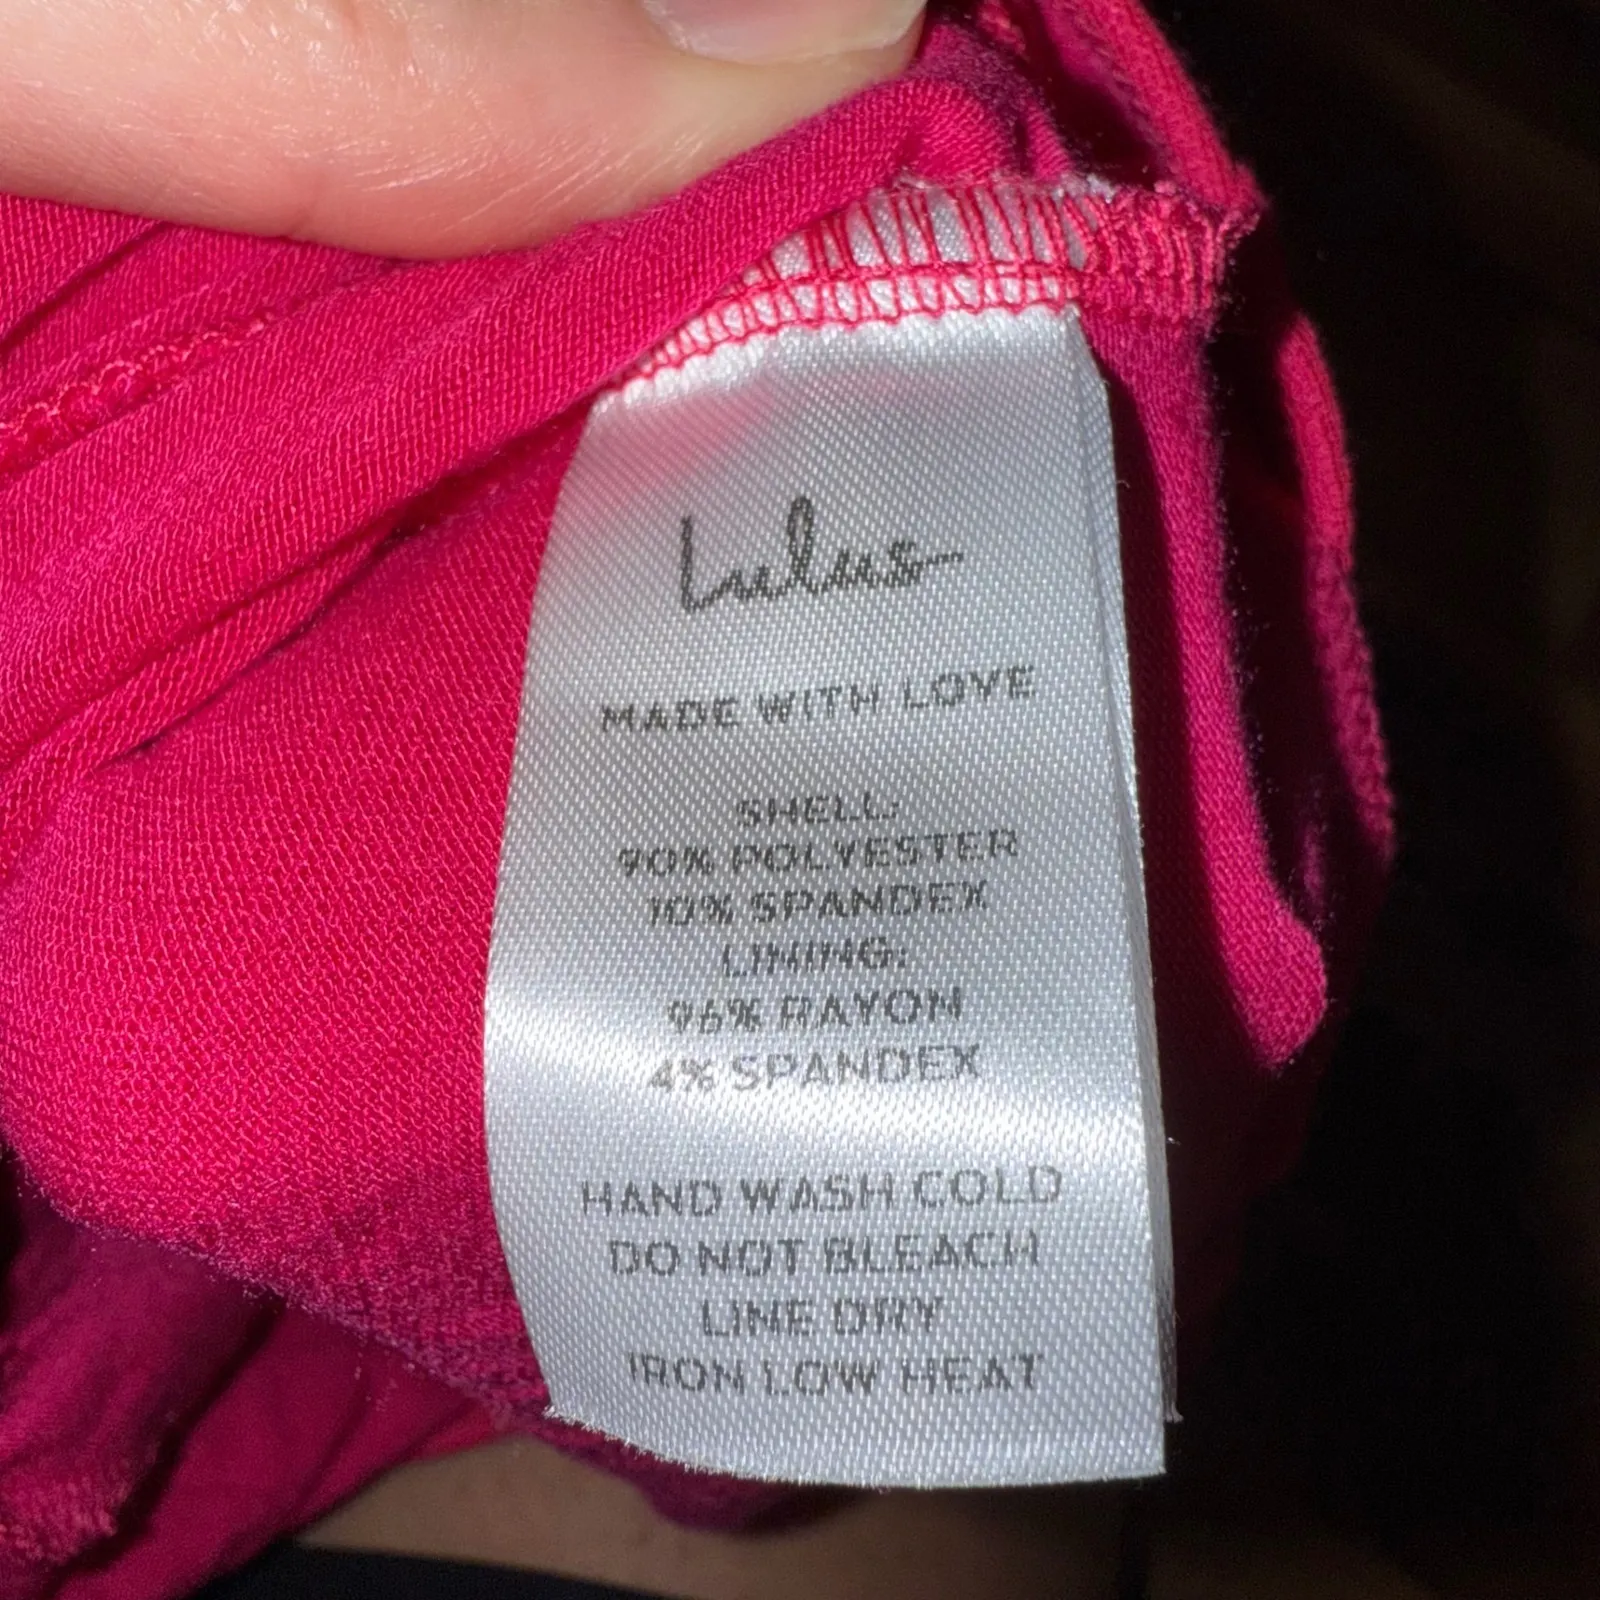 Lulus
MADE WITH LOVE
SHELL:
90% POLYESTER
10% SPANDEX
LINING:
96% RAYON
4% SPANDEX
HAND WASH COLD
DO NOT BLEACH
LINE DRY
IRON LOW HEAT